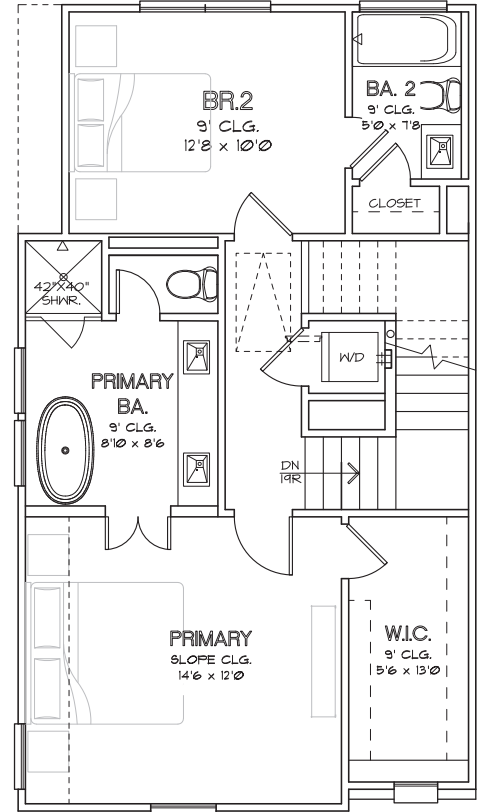 BR.2
9' CLG.
12'8 x 10'0
BA. 2
9' CLG.
5'0 x 7'8
CLOSET
42"X40"
SHWR.
W/D
PRIMARY
BA.
9' CLG.
8'10 x 8'6
DN
19R
PRIMARY
SLOPE CLG.
14'6 x 12'0
W.I.C.
9' CLG.
5'6 x 13'0